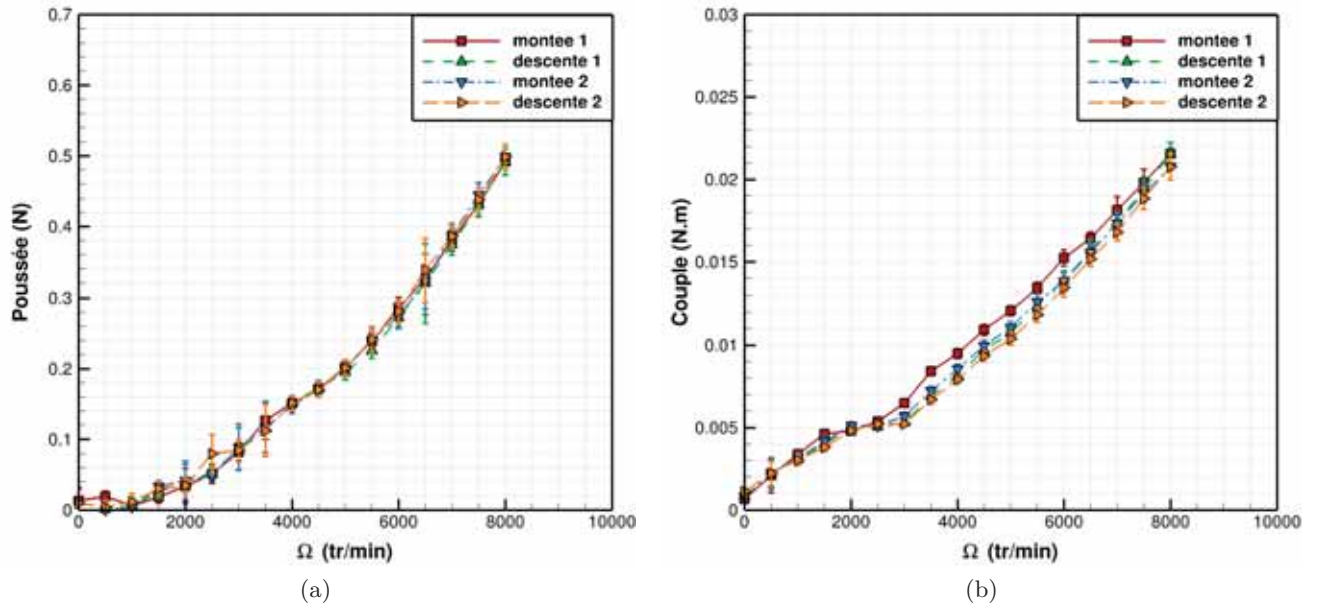 0.7
0.6
0.5
0.4
0.3
0.2
0.1
0
Poussée (N)
0 2000 4000 6000 8000 10000
Ω (tr/min)
montee 1
descente 1
montee 2
descente 2
(a)
0.03
0.025
0.02
0.015
0.01
0.005
0
Couple (N.m)
0 2000 4000 6000 8000 10000
Ω (tr/min)
montee 1
descente 1
montee 2
descente 2
(b)